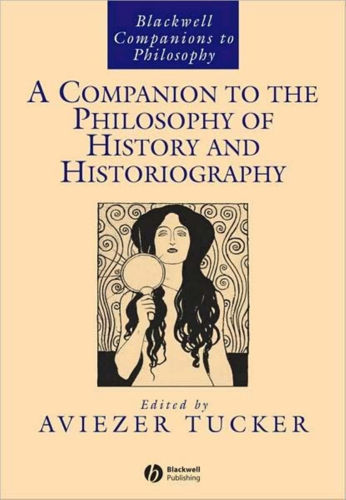 Blackwell
Companions to
Philosophy
A COMPANION TO THE
PHILOSOPHY OF
HISTORY AND
HISTORIOGRAPHY
Edited by
AVIEZER TUCKER
Blackwell
Publishing